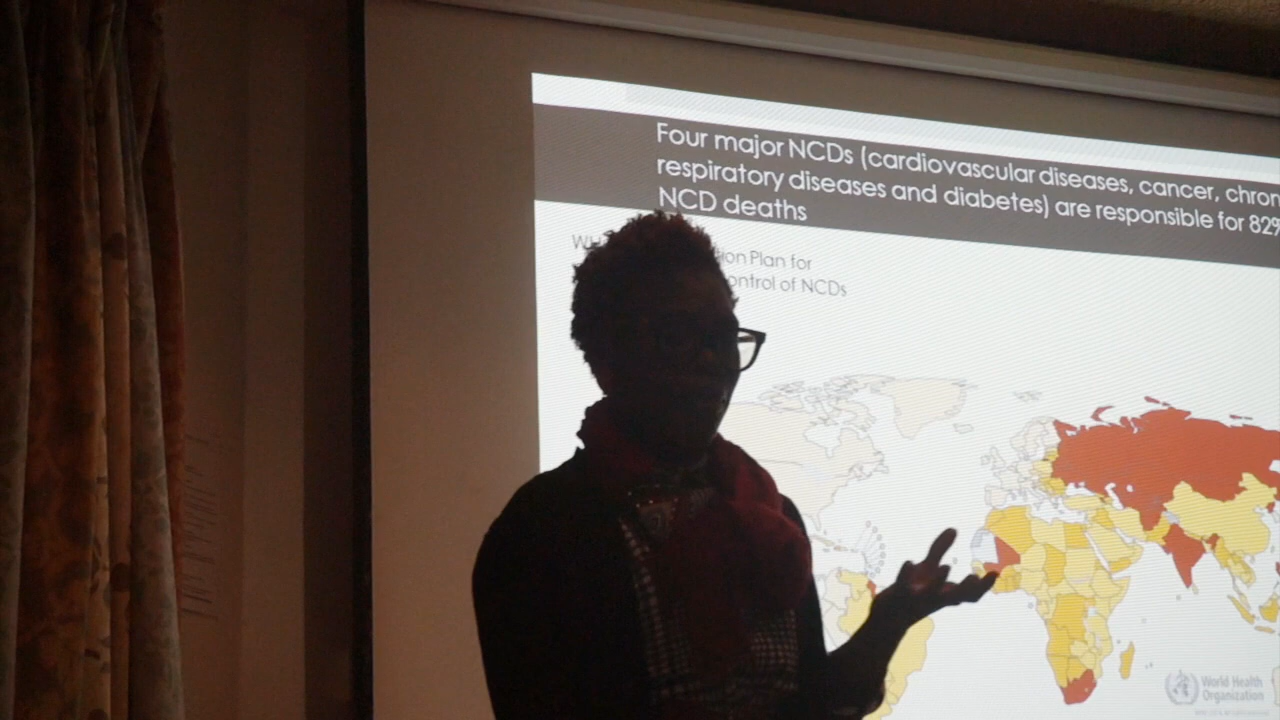 Four major NCDs (cardiovascular diseases, cancer, chron
respiratory diseases and diabetes) are responsible for 82%
NCD deaths
ion Plan for
ontrol of NCDs
World Health
Organization